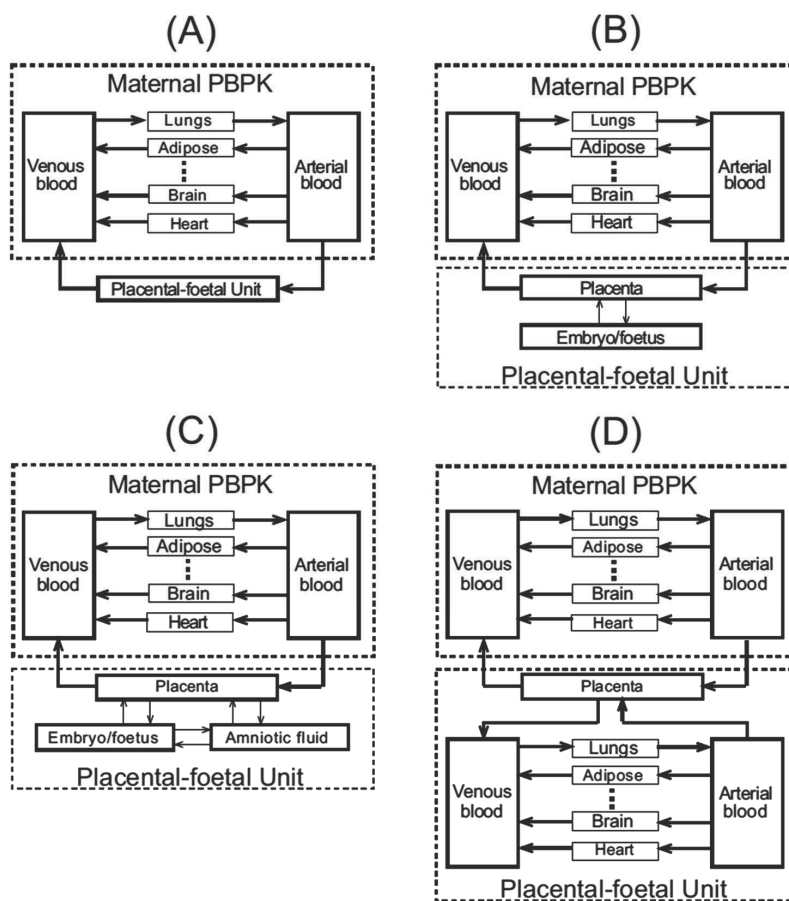 (A)
Maternal PBPK
Venous
blood
Lungs
Adipose
Brain
Heart
Arterial
blood
Placental-foetal Unit
(B)
Maternal PBPK
Venous
blood
Lungs
Adipose
Brain
Heart
Arterial
blood
Placenta
Embryo/foetus
Placental-foetal Unit
(C)
Maternal PBPK
Venous
blood
Lungs
Adipose
Brain
Heart
Arterial
blood
Placenta
Embryo/foetus
Amniotic fluid
Placental-foetal Unit
(D)
Maternal PBPK
Venous
blood
Lungs
Adipose
Brain
Heart
Arterial
blood
Placenta
Venous
blood
Lungs
Adipose
Brain
Heart
Arterial
blood
Placental-foetal Unit